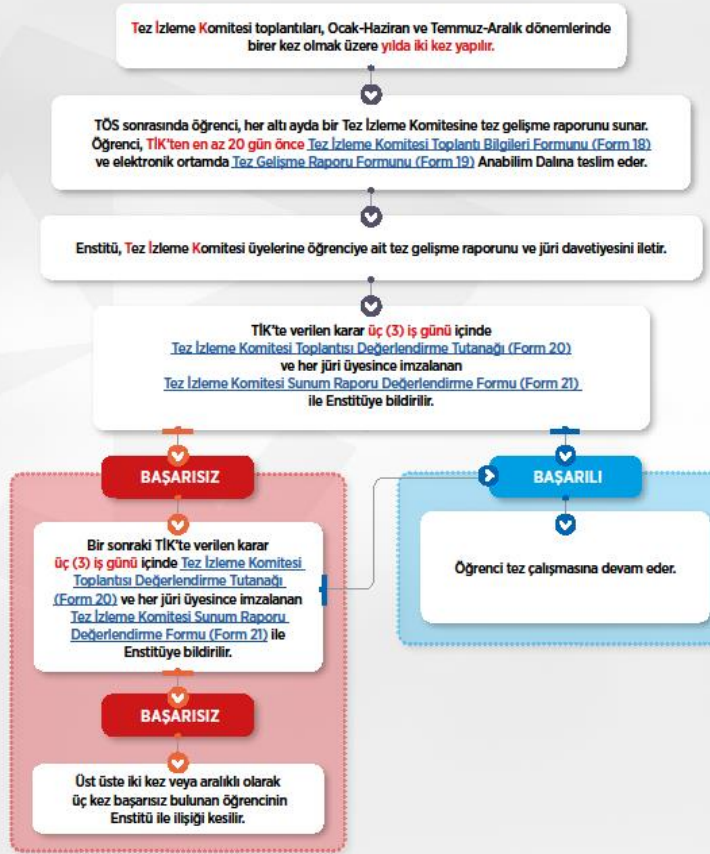 Tez İzleme Komitesi toplantıları, Ocak-Haziran ve Temmuz-Aralık dönemlerinde
birer kez olmak üzere yılda iki kez yapılır.
TÖS sonrasında öğrenci, her altı ayda bir Tez İzleme Komitesine tez gelişme raporunu sunar.
Öğrenci, TİK'ten en az 20 gün önce Tez İzleme Komitesi Toplantı Bilgileri Formunu (Form 18)
ve elektronik ortamda Tez Gelişme Raporu Formunu (Form 19) Anabilim Dalına teslim eder.
Enstitü, Tez İzleme Komitesi üyelerine öğrenciye ait tez gelişme raporunu ve jüri davetiyesini iletir.
TİK'te verilen karar üç (3) iş günü içinde
Tez İzleme Komitesi Toplantısı Değerlendirme Tutanağı (Form 20)
ve her jüri üyesince imzalanan
Tez İzleme Komitesi Sunum Raporu Değerlendirme Formu (Form 21)
ile Enstitüye bildirilir.
BAŞARISIZ
Bir sonraki TİK'te verilen karar
üç (3) iş günü içinde Tez İzleme Komitesi
Toplantısı Değerlendirme Tutanağı
(Form 20) ve her jüri üyesince imzalanan
Tez İzleme Komitesi Sunum Raporu
Değerlendirme Formu (Form 21) ile
Enstitüye bildirilir.
BAŞARISIZ
Üst üste iki kez veya aralıklı olarak
üç kez başarısız bulunan öğrencinin
Enstitü ile ilişiği kesilir.
BAŞARILI
Öğrenci tez çalışmasına devam eder.